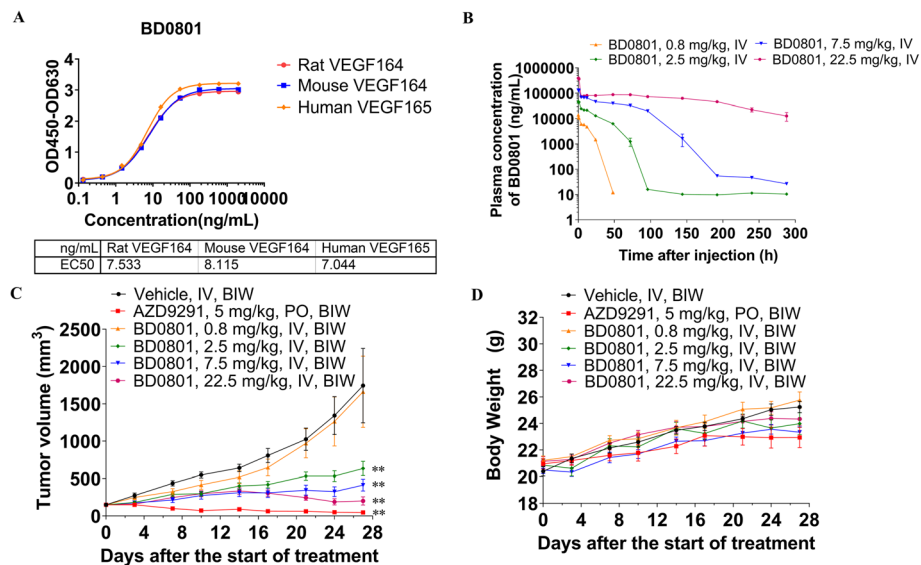 A
BD0801
Rat VEGF164
Mouse VEGF164
Human VEGF165
OD450-OD630
4
3
2
1
0
0.1 1 10 100 1000 10000
Concentration(ng/mL)
ng/mL Rat VEGF164 Mouse VEGF164 Human VEGF165
EC50 7.533 8.115 7.044
B
BD0801, 0.8 mg/kg, IV
BD0801, 7.5 mg/kg, IV
BD0801, 2.5 mg/kg, IV
BD0801, 22.5 mg/kg, IV
Plasma concentration
of BD0801 (ng/mL)
1000000
100000
10000
1000
100
10
1
0 50 100 150 200 250 300
Time after injection (h)
C
Vehicle, IV, BIW
AZD9291, 5 mg/kg, PO, BIW
BD0801, 0.8 mg/kg, IV, BIW
BD0801, 2.5 mg/kg, IV, BIW
BD0801, 7.5 mg/kg, IV, BIW
BD0801, 22.5 mg/kg, IV, BIW
Tumor volume (mm³)
2500
2000
1500
1000
500
0
**
**
**
**
0 4 8 12 16 20 24 28
Days after the start of treatment
D
Vehicle, IV, BIW
AZD9291, 5 mg/kg, PO, BIW
BD0801, 0.8 mg/kg, IV, BIW
BD0801, 2.5 mg/kg, IV, BIW
BD0801, 7.5 mg/kg, IV, BIW
BD0801, 22.5 mg/kg, IV, BIW
Body Weight (g)
32
30
28
26
24
22
20
18
0 4 8 12 16 20 24 28
Days after the start of treatment